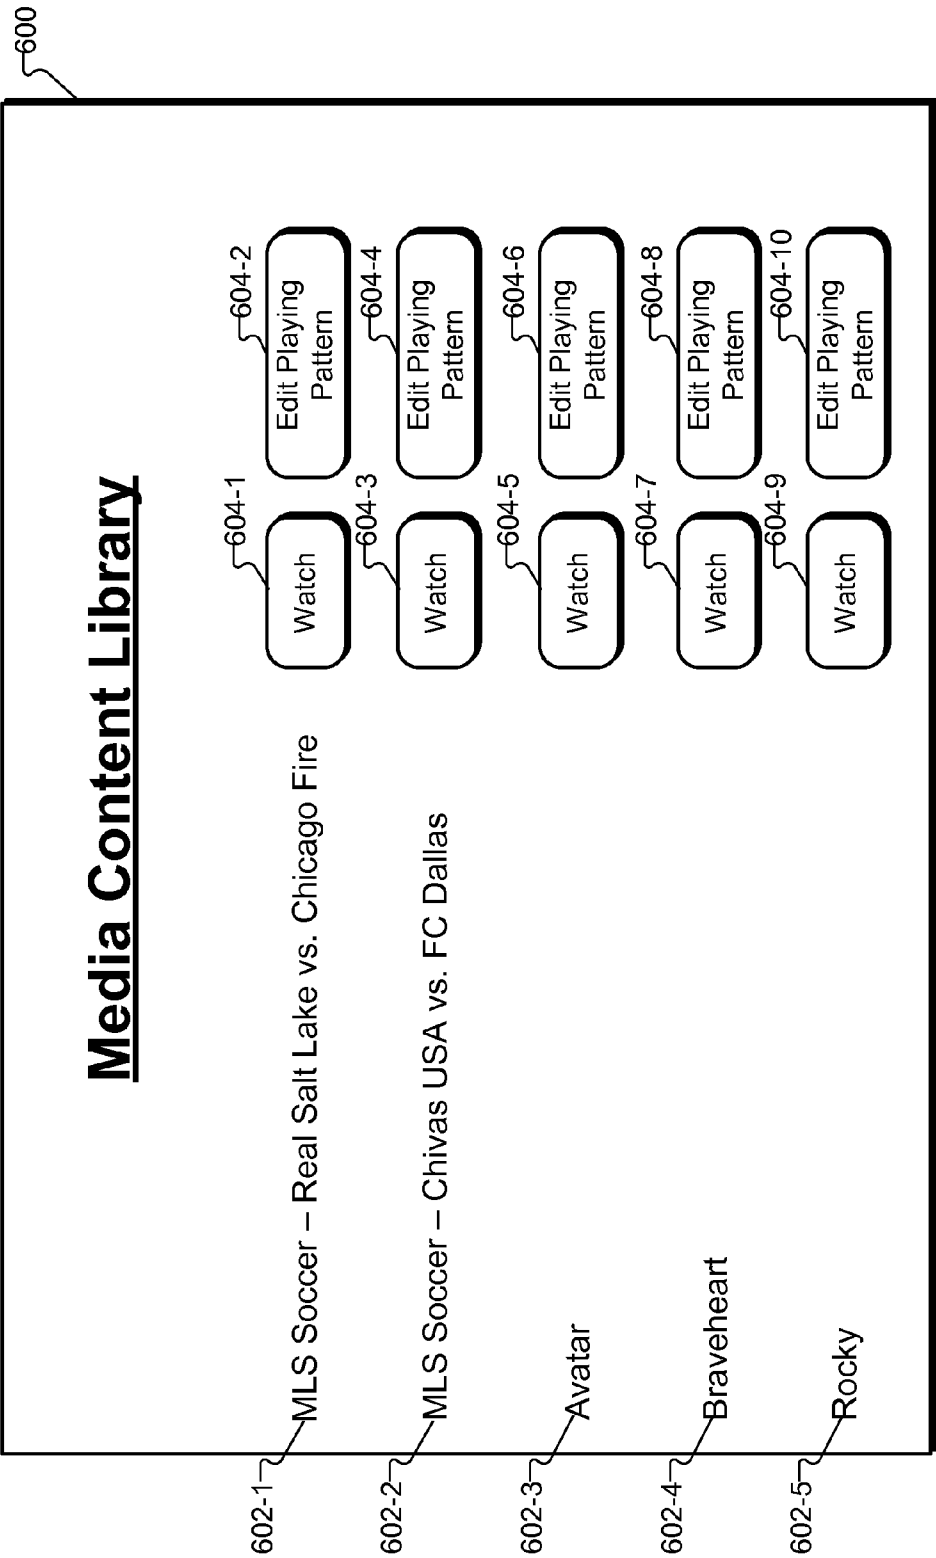 600
Media Content Library
602-1
MLS Soccer – Real Salt Lake vs. Chicago Fire
604-1
Watch
604-2
Edit Playing
Pattern
602-2
MLS Soccer – Chivas USA vs. FC Dallas
604-3
Watch
604-4
Edit Playing
Pattern
602-3
Avatar
604-5
Watch
604-6
Edit Playing
Pattern
602-4
Braveheart
604-7
Watch
604-8
Edit Playing
Pattern
602-5
Rocky
604-9
Watch
604-10
Edit Playing
Pattern